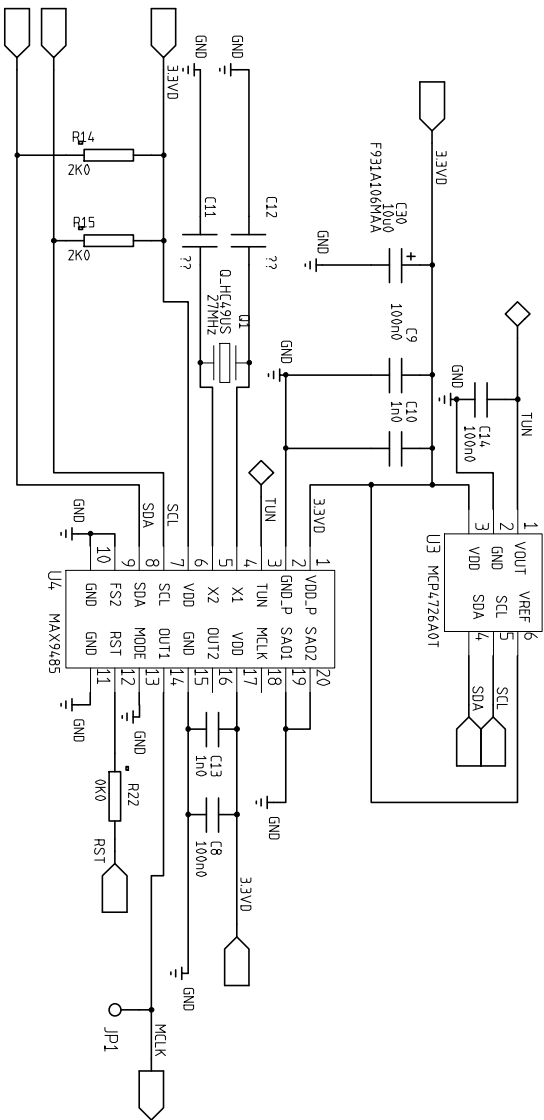 3.3VD
GND
GND
R14
2K0
R15
2K0
C11
??
C12
??
Q1
Q_HC49US
27MHz
C30
10u0
F931A106MAA
GND
3.3VD
C9
100n0
GND
C10
1n0
C14
100n0
GND
TUN
TUN
3.3VD
SCL
SDA
GND
U3 MCP4726A0T
1 VOUT
2 GND
3 VDD
VREF 6
SCL 5
SDA 4
SCL
SDA
U4 MAX9485
1 VDD_P
2 GND_P
3 TUN
4 X1
5 X2
6 VDD
7 SCL
8 SDA
9 FS2
10 GND
SAO2 20
SAO1 19
MCLK 18
VDD 17
OUT2 16
GND 15
OUT1 14
MODE 13
RST 12
GND 11
GND
GND
C13
1n0
C8
100n0
GND
GND
3.3VD
R22
0K0
RST
MCLK
JP1